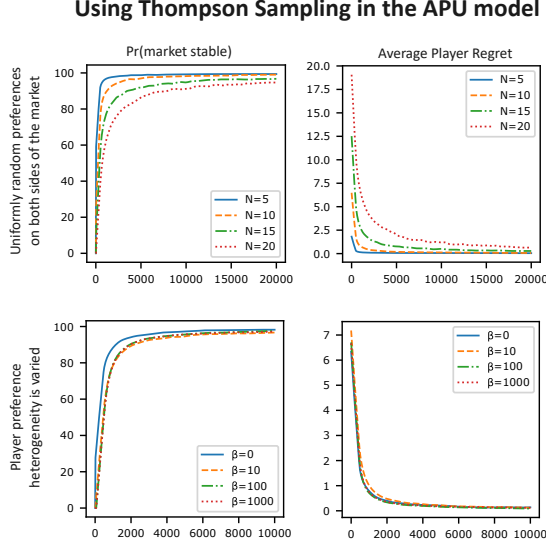 Using Thompson Sampling in the APU model
Pr(market stable)
Average Player Regret
Uniformly random preferences
on both sides of the market
100
80
60
40
20
0
N=5
N=10
N=15
N=20
0
5000
10000
15000
20000
20.0
17.5
15.0
12.5
10.0
7.5
5.0
2.5
0.0
N=5
N=10
N=15
N=20
0
5000
10000
15000
20000
Player preference
heterogeneity is varied
100
80
60
40
20
0
β=0
β=10
β=100
β=1000
0
2000
4000
6000
8000
10000
7
6
5
4
3
2
1
0
β=0
β=10
β=100
β=1000
0
2000
4000
6000
8000
10000